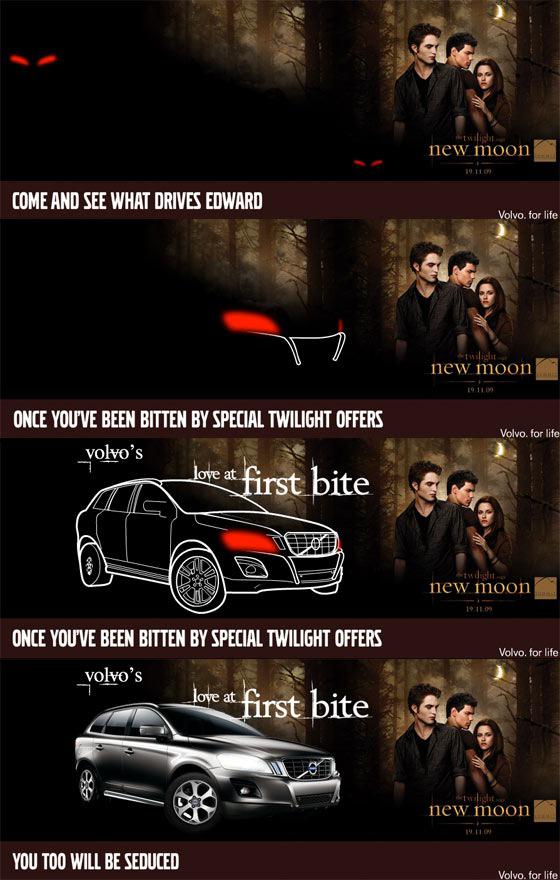 the twilight saga
new moon
19.11.09
COME AND SEE WHAT DRIVES EDWARD
Volvo. for life
the twilight saga
new moon
19.11.09
ONCE YOU'VE BEEN BITTEN BY SPECIAL TWILIGHT OFFERS
Volvo. for life
volvo's
love at first bite
the twilight saga
new moon
19.11.09
ONCE YOU'VE BEEN BITTEN BY SPECIAL TWILIGHT OFFERS
Volvo. for life
volvo's
love at first bite
the twilight saga
new moon
19.11.09
YOU TOO WILL BE SEDUCED
Volvo. for life